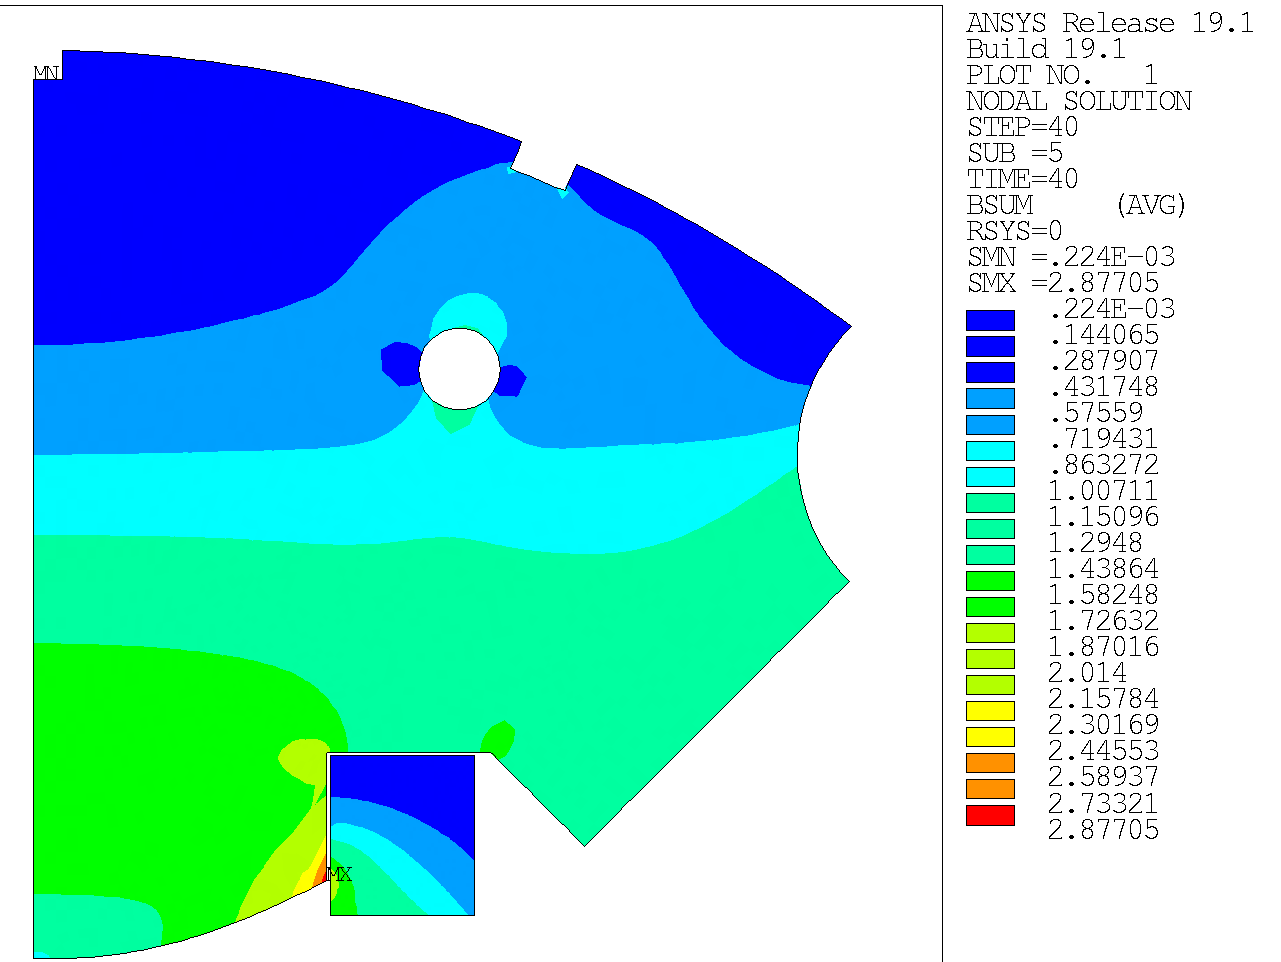 MN
MX
ANSYS Release 19.1
Build 19.1
PLOT NO.   1
NODAL SOLUTION
STEP=40
SUB =5
TIME=40
BSUM     (AVG)
RSYS=0
SMN =.224E-03
SMX =2.87705
.224E-03
.144065
.287907
.431748
.57559
.719431
.863272
1.00711
1.15096
1.2948
1.43864
1.58248
1.72632
1.87016
2.014
2.15784
2.30169
2.44553
2.58937
2.73321
2.87705